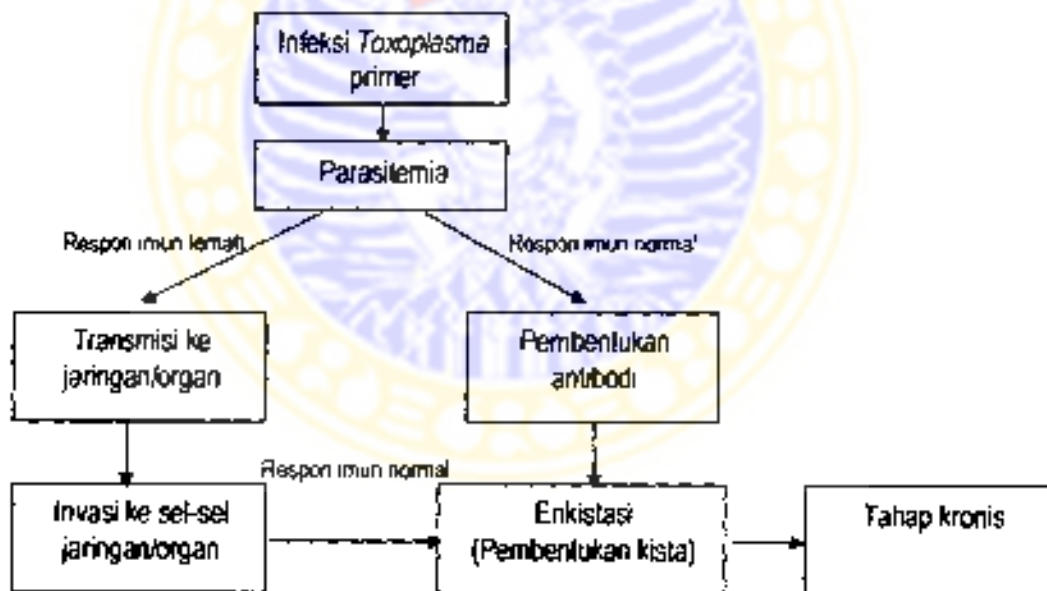 Infeksi Toxoplasma
primer
Parasitemia
Respon imun lemah
Respon imun normal
Transmisi ke
jaringan/organ
Pembentukan
antibodi
Respon imun normal
Invasi ke sel-sel
jaringan/organ
Enkistasi
(Pembentukan kista)
Tahap kronis